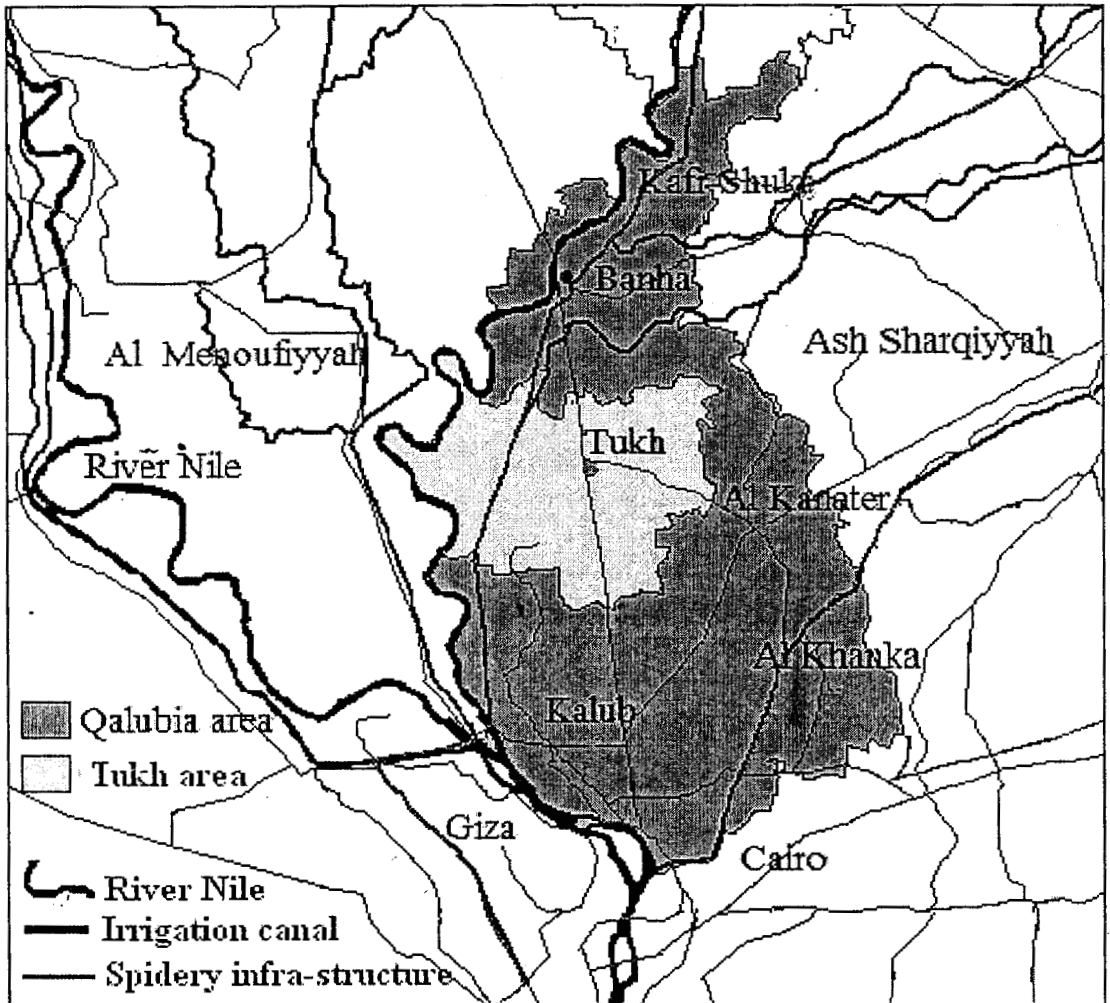 Kafr-Shukr
Banha
Ash Sharqiyyah
Al Menoufiyyah
Tukh
River Nile
Al Kanater
Al Khanka
Kalub
Qalubia area
Tukh area
Giza
Cairo
River Nile
Irrigation canal
Spidery infra-structure